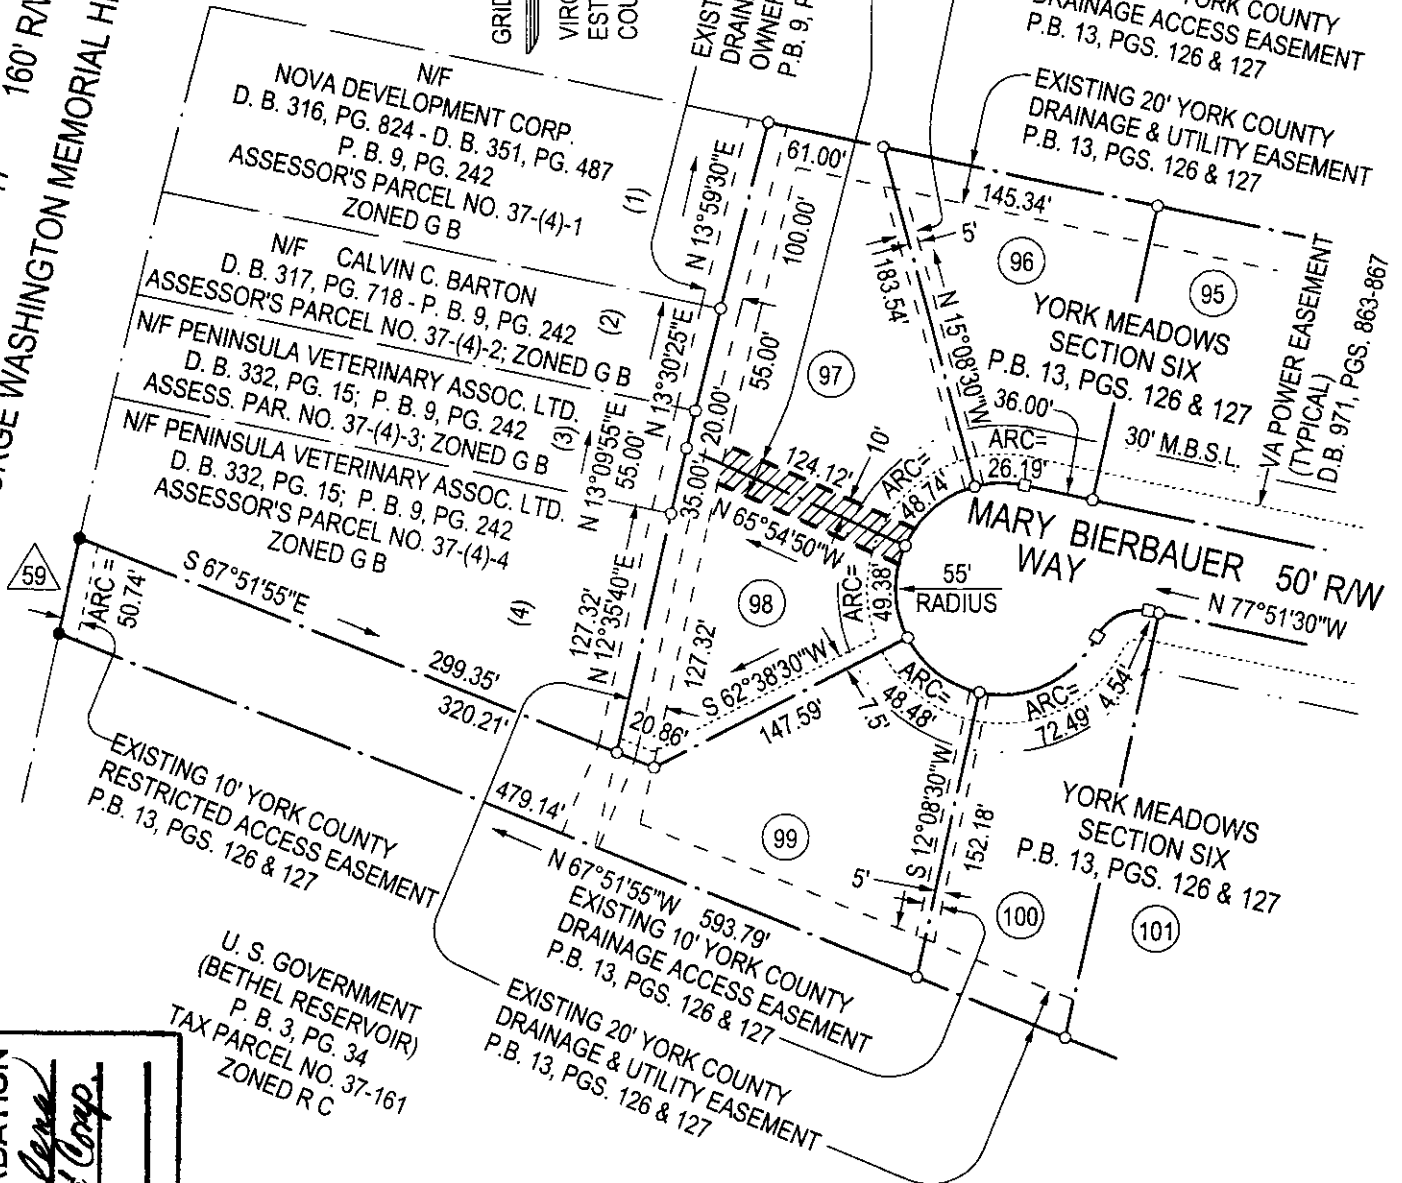 160' R/W
17
WASHINGTON MEMORIAL
GRID
N/F
NOVA DEVELOPMENT CORP.
D. B. 316, PG. 824 - D. B. 351, PG. 487
P. B. 9, PG. 242
ASSESSOR'S PARCEL NO. 37-(4)-1
ZONED G B
(1)
N/F CALVIN C. BARTON
D. B. 317, PG. 718 - P. B. 9, PG. 242
ASSESSOR'S PARCEL NO. 37-(4)-2; ZONED G B
(2)
N/F PENINSULA VETERINARY ASSOC. LTD.
D. B. 332, PG. 15; P. B. 9, PG. 242
ASSESS. PAR. NO. 37-(4)-3; ZONED G B
(3)
N/F PENINSULA VETERINARY ASSOC. LTD.
D. B. 332, PG. 15; P. B. 9, PG. 242
ASSESSOR'S PARCEL NO. 37-(4)-4
ZONED G B
(4)
59
ARC =
50.74'
S 67°51'55"E
299.35'
320.21'
479.14'
N 13°59'30"E
N 13°30'25"E
N 13°09'55"E
55.00'
N 12°35'40"E
127.32'
127.32'
61.00'
100.00'
55.00'
20.00'
35.00'
20.86'
YORK COUNTY
DRAINAGE ACCESS EASEMENT
P.B. 13, PGS. 126 & 127
EXISTING 20' YORK COUNTY
DRAINAGE & UTILITY EASEMENT
P.B. 13, PGS. 126 & 127
145.34'
5'
183.54'
N 15°08'30"W
96
95
YORK MEADOWS
SECTION SIX
P.B. 13, PGS. 126 & 127
VA POWER EASEMENT
(TYPICAL)
D.B. 971, PGS. 863-867
97
36.00'
30' M.B.S.L.
ARC=
26.19'
124.12'
10'
ARC=
48.74'
N 65°54'50"W
MARY BIERBAUER
WAY
50' R/W
55'
RADIUS
N 77°51'30"W
98
ARC=
49.38'
S 62°38'30"W
147.59'
7.5'
ARC=
48.48'
ARC=
72.49'
4.54'
S 12°08'30"W
152.18'
5'
99
100
101
YORK MEADOWS
SECTION SIX
P.B. 13, PGS. 126 & 127
EXISTING 10' YORK COUNTY
RESTRICTED ACCESS EASEMENT
P.B. 13, PGS. 126 & 127
N 67°51'55"W 593.79'
EXISTING 10' YORK COUNTY
DRAINAGE ACCESS EASEMENT
P.B. 13, PGS. 126 & 127
EXISTING 20' YORK COUNTY
DRAINAGE & UTILITY EASEMENT
P.B. 13, PGS. 126 & 127
U. S. GOVERNMENT
(BETHEL RESERVOIR)
P. B. 3, PG. 34
TAX PARCEL NO. 37-161
ZONED R C
Corp.